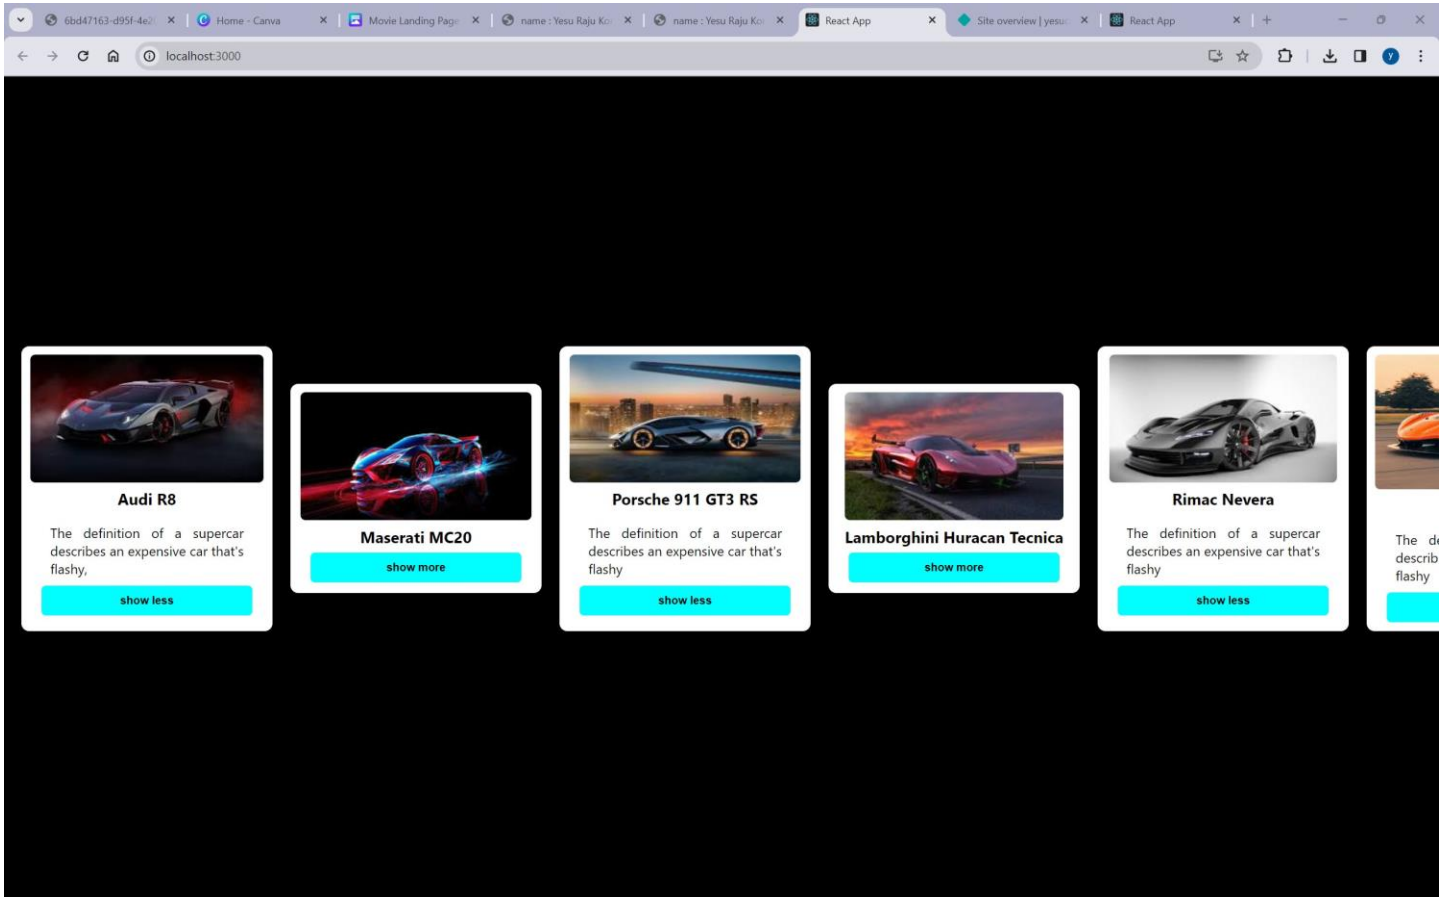 6bd47163-d95f-4e2
Home - Canva
Movie Landing Page
name : Yesu Raju Ko
name : Yesu Raju Ko
React App
Site overview | yesu
React App
localhost:3000
y
Audi R8
The definition of a supercar
describes an expensive car that's
flashy,
show less
Maserati MC20
show more
Porsche 911 GT3 RS
The definition of a supercar
describes an expensive car that's
flashy
show less
Lamborghini Huracan Tecnica
show more
Rimac Nevera
The definition of a supercar
describes an expensive car that's
flashy
show less
The de
describ
flashy